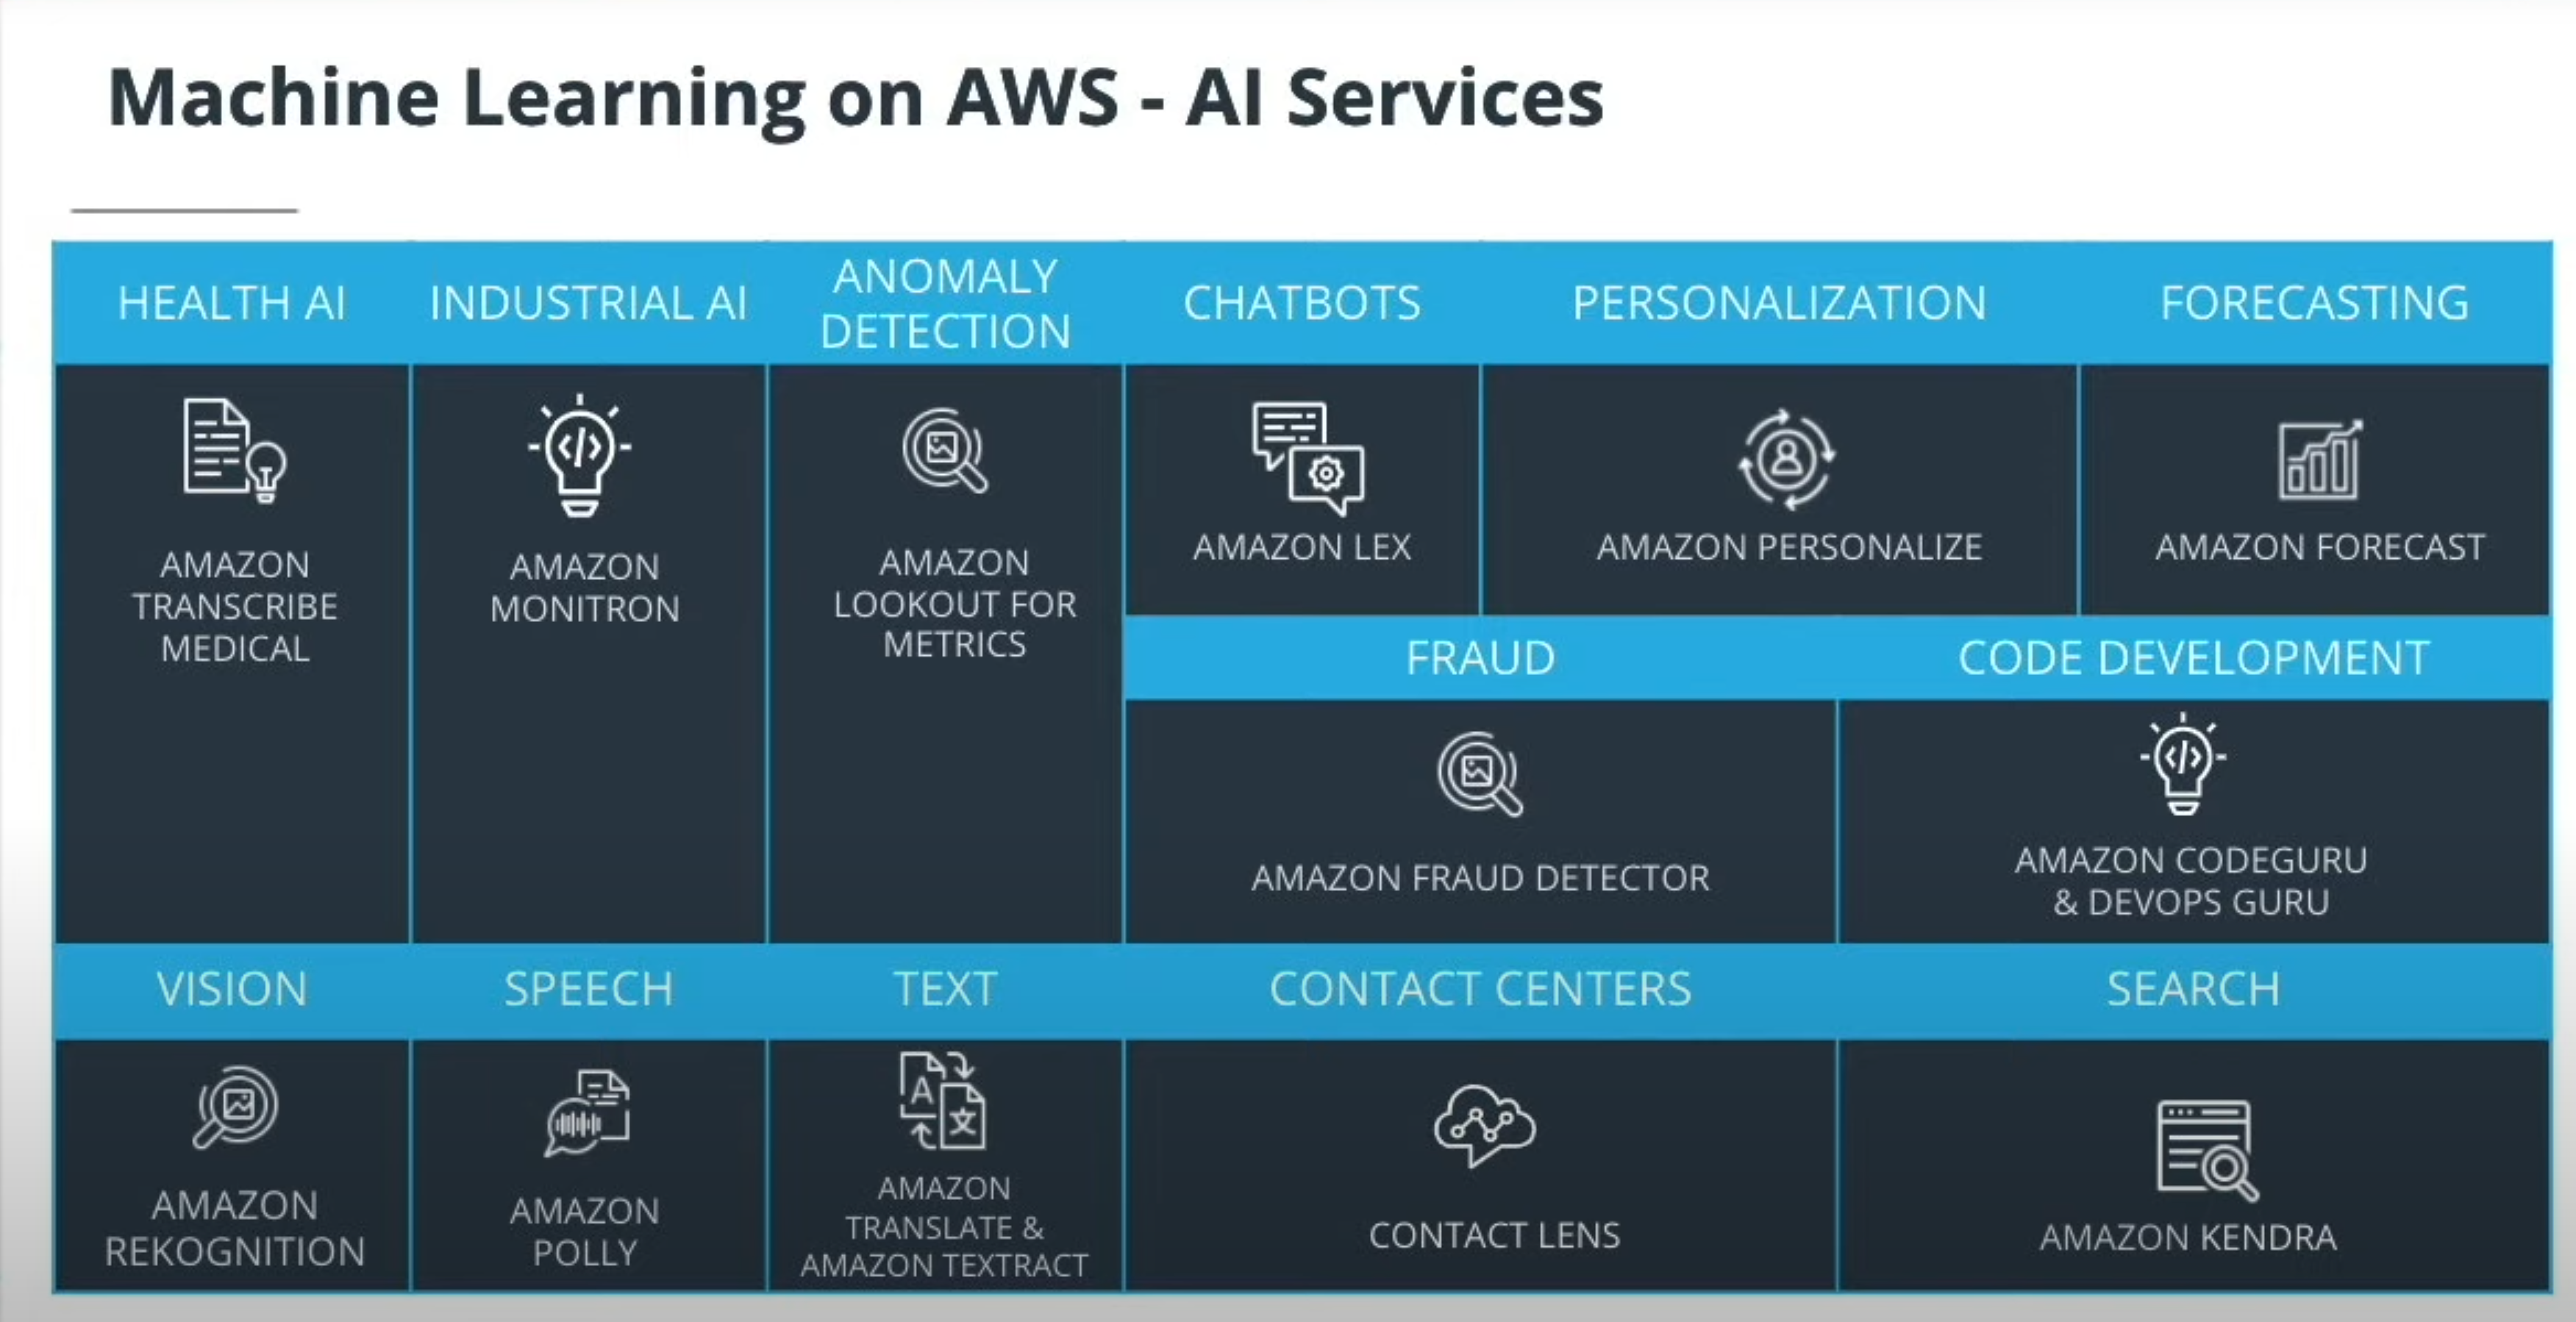 Machine Learning on AWS - AI Services
HEALTH AI
INDUSTRIAL AI
ANOMALY
DETECTION
CHATBOTS
PERSONALIZATION
FORECASTING
AMAZON
TRANSCRIBE
MEDICAL
AMAZON
MONITRON
AMAZON
LOOKOUT FOR
METRICS
AMAZON LEX
AMAZON PERSONALIZE
AMAZON FORECAST
FRAUD
CODE DEVELOPMENT
AMAZON FRAUD DETECTOR
AMAZON CODEGURU
& DEVOPS GURU
VISION
SPEECH
TEXT
CONTACT CENTERS
SEARCH
A
文
AMAZON
REKOGNITION
AMAZON
POLLY
AMAZON
TRANSLATE &
AMAZON TEXTRACT
CONTACT LENS
AMAZON KENDRA